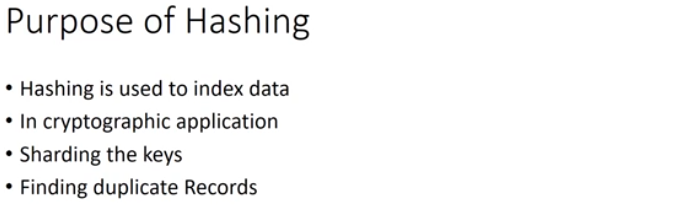 Purpose of Hashing
• Hashing is used to index data
• In cryptographic application
• Sharding the keys
• Finding duplicate Records